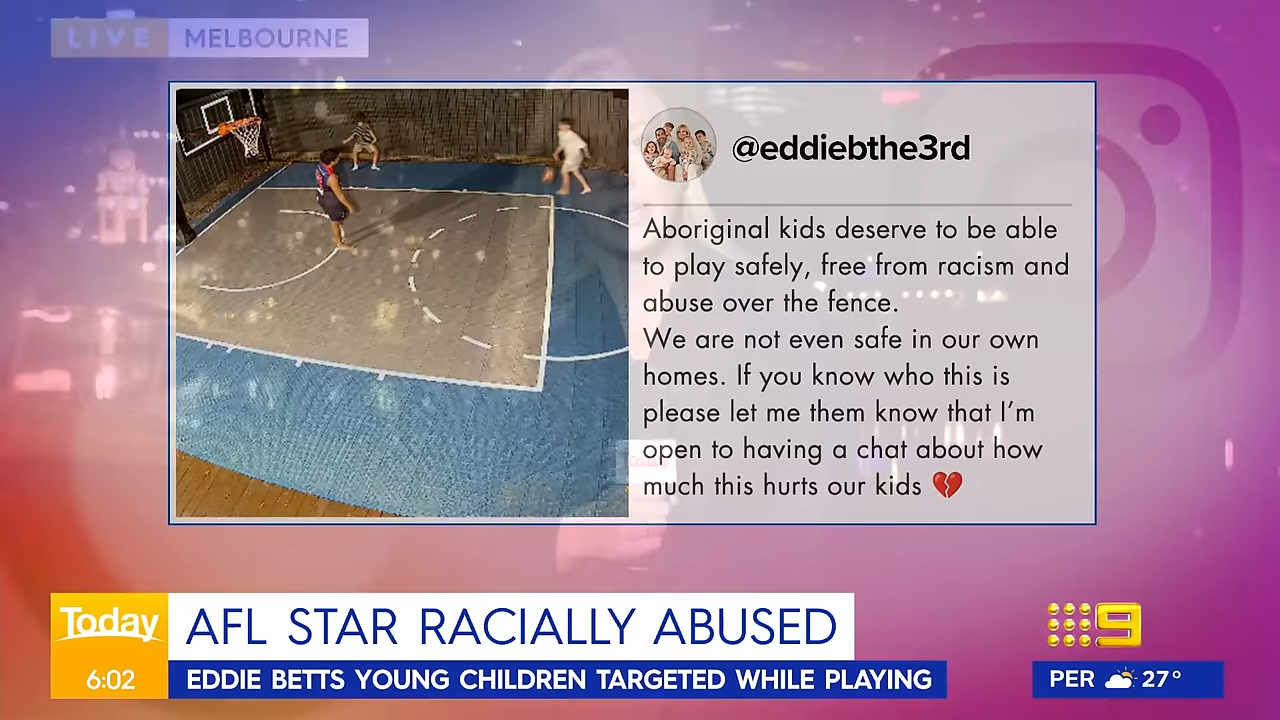 LIVE MELBOURNE
@eddiebthe3rd
Aboriginal kids deserve to be able
to play safely, free from racism and
abuse over the fence.
We are not even safe in our own
homes. If you know who this is
please let me them know that I’m
open to having a chat about how
much this hurts our kids 💔
Today
AFL STAR RACIALLY ABUSED
9
6:02
EDDIE BETTS YOUNG CHILDREN TARGETED WHILE PLAYING
PER 27°